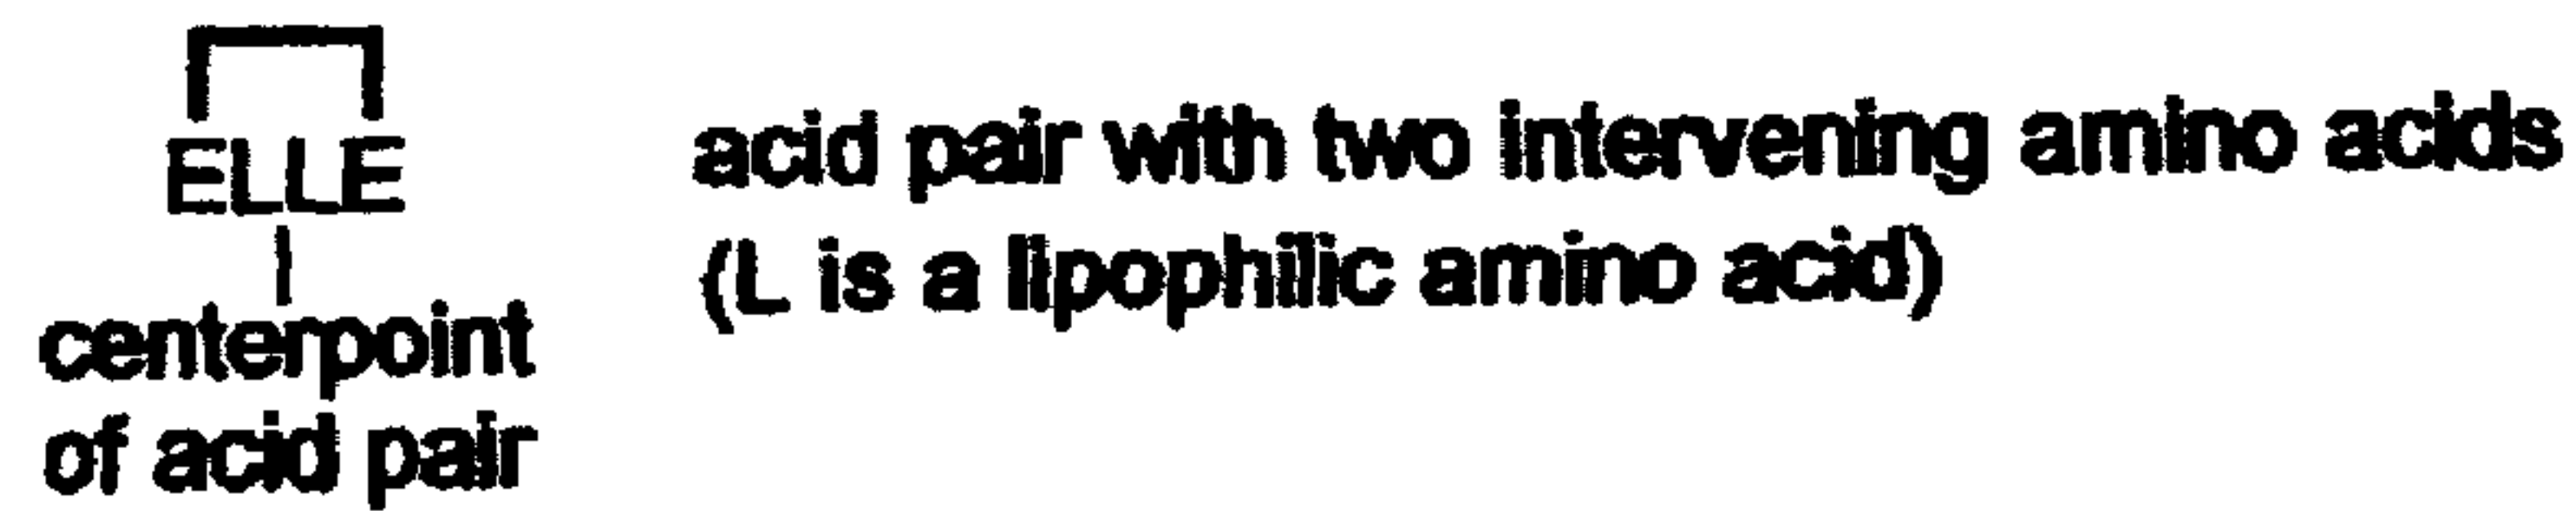 ELLE
centerpoint
of acid pair
acid pair with two intervening amino acids
(L is a lipophilic amino acid)